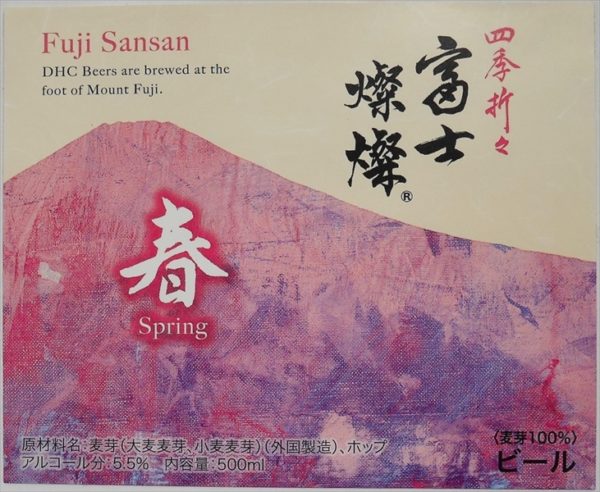 Fuji Sansan
DHC Beers are brewed at the
foot of Mount Fuji.
四季折々
富士
燦燦®
春
Spring
原材料名：麦芽（大麦麦芽、小麦麦芽）（外国製造）、ホップ
アルコール分：5.5% 内容量：500ml
〈麦芽100%〉
ビール